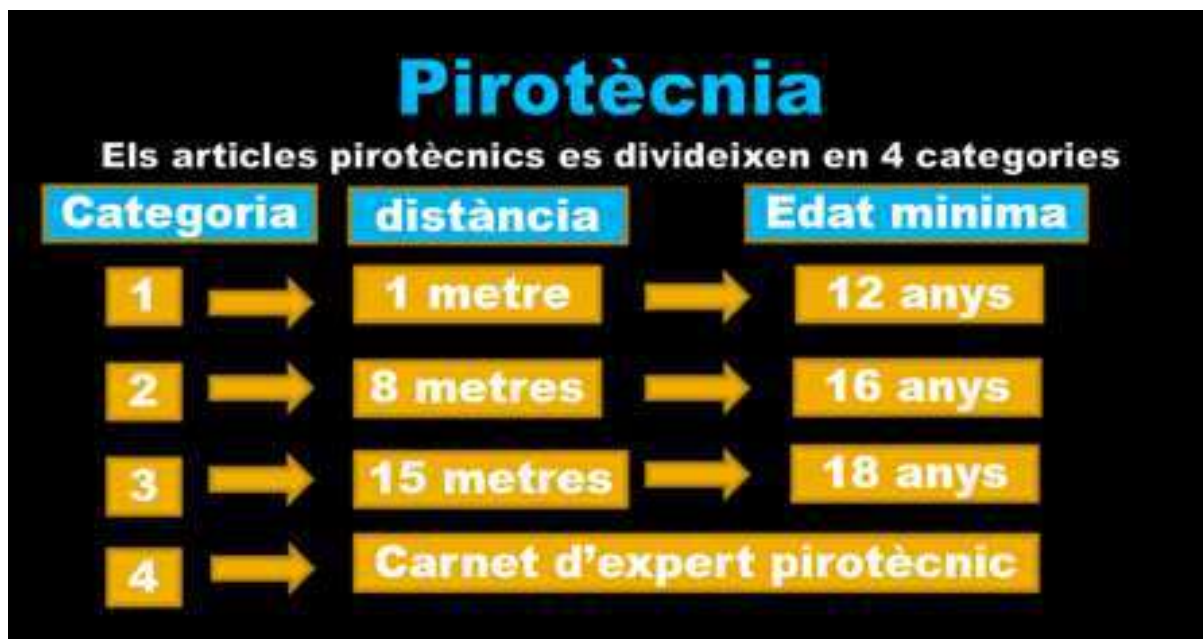 Pirotècnia
Els articles pirotècnics es divideixen en 4 categories
Categoria distància Edat minima
1 1 metre 12 anys
2 8 metres 16 anys
3 15 metres 18 anys
4 Carnet d'expert pirotècnic